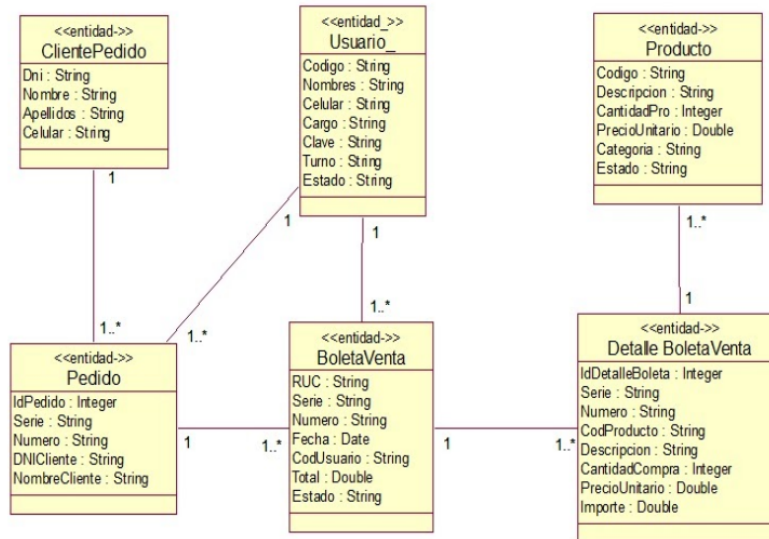 <<entidad->>
ClientePedido
Dni : String
Nombre : String
Apellidos : String
Celular : String
<<entidad_>>
Usuario_
Codigo : String
Nombres : String
Celular : String
Cargo : String
Clave : String
Turno : String
Estado : String
<<entidad->>
Producto
Codigo : String
Descripcion : String
CantidadPro : Integer
PrecioUnitario : Double
Categoria : String
Estado : String
1
1
1
1..*
1..*
1..*
1..*
1
<<entidad->>
Pedido
IdPedido : Integer
Serie : String
Numero : String
DNICliente : String
NombreCliente : String
1
1..*
<<entidad->>
BoletaVenta
RUC : String
Serie : String
Numero : String
Fecha : Date
CodUsuario : String
Total : Double
Estado : String
1
1..*
<<entidad->>
Detalle BoletaVenta
IdDetalleBoleta : Integer
Serie : String
Numero : String
CodProducto : String
Descripcion : String
CantidadCompra : Integer
PrecioUnitario : Double
Importe : Double